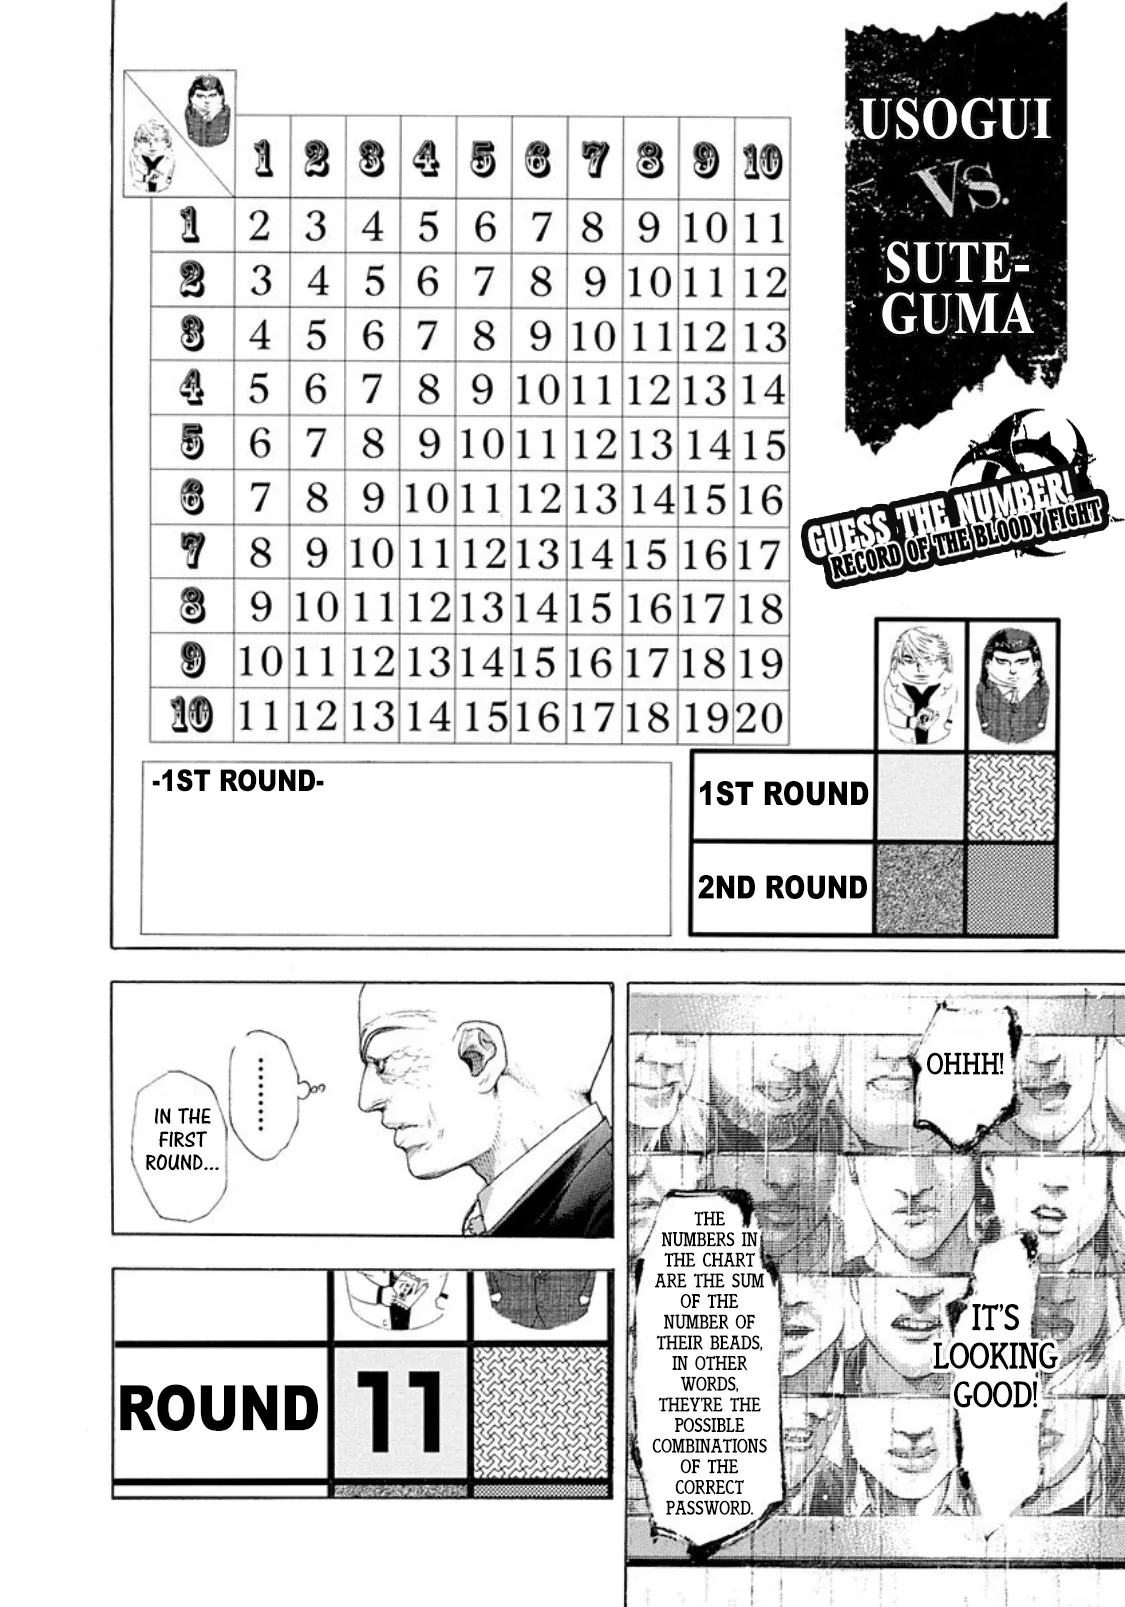 USOGUI
VS.
SUTE-
GUMA
GUESS THE NUMBER!
RECORD OF THE BLOODY FIGHT
1 2 3 4 5 6 7 8 9 10
1 2 3 4 5 6 7 8 9 10 11
2 3 4 5 6 7 8 9 10 11 12
3 4 5 6 7 8 9 10 11 12 13
4 5 6 7 8 9 10 11 12 13 14
5 6 7 8 9 10 11 12 13 14 15
6 7 8 9 10 11 12 13 14 15 16
7 8 9 10 11 12 13 14 15 16 17
8 9 10 11 12 13 14 15 16 17 18
9 10 11 12 13 14 15 16 17 18 19
10 11 12 13 14 15 16 17 18 19 20
-1ST ROUND-
1ST ROUND
2ND ROUND
OHHH!
IT'S
LOOKING
GOOD!
THE
NUMBERS IN
THE CHART
ARE THE SUM
OF THE
NUMBER OF
THEIR BEADS,
IN OTHER
WORDS,
THEY'RE THE
POSSIBLE
COMBINATIONS
OF THE
CORRECT
PASSWORD.
.........
IN THE
FIRST
ROUND...
ROUND 11